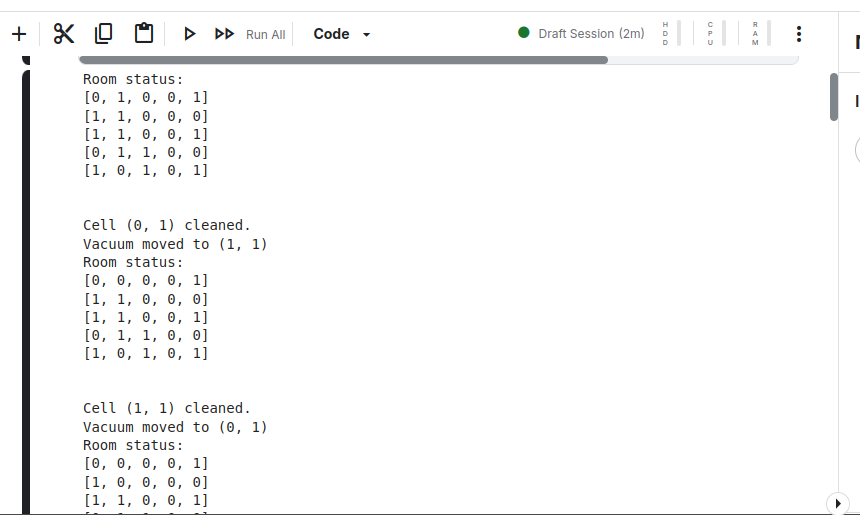 Run All Code Draft Session (2m) HDD CPU RAM
Room status:
[0, 1, 0, 0, 1]
[1, 1, 0, 0, 0]
[1, 1, 0, 0, 1]
[0, 1, 1, 0, 0]
[1, 0, 1, 0, 1]
Cell (0, 1) cleaned.
Vacuum moved to (1, 1)
Room status:
[0, 0, 0, 0, 1]
[1, 1, 0, 0, 0]
[1, 1, 0, 0, 1]
[0, 1, 1, 0, 0]
[1, 0, 1, 0, 1]
Cell (1, 1) cleaned.
Vacuum moved to (0, 1)
Room status:
[0, 0, 0, 0, 1]
[1, 0, 0, 0, 0]
[1, 1, 0, 0, 1]